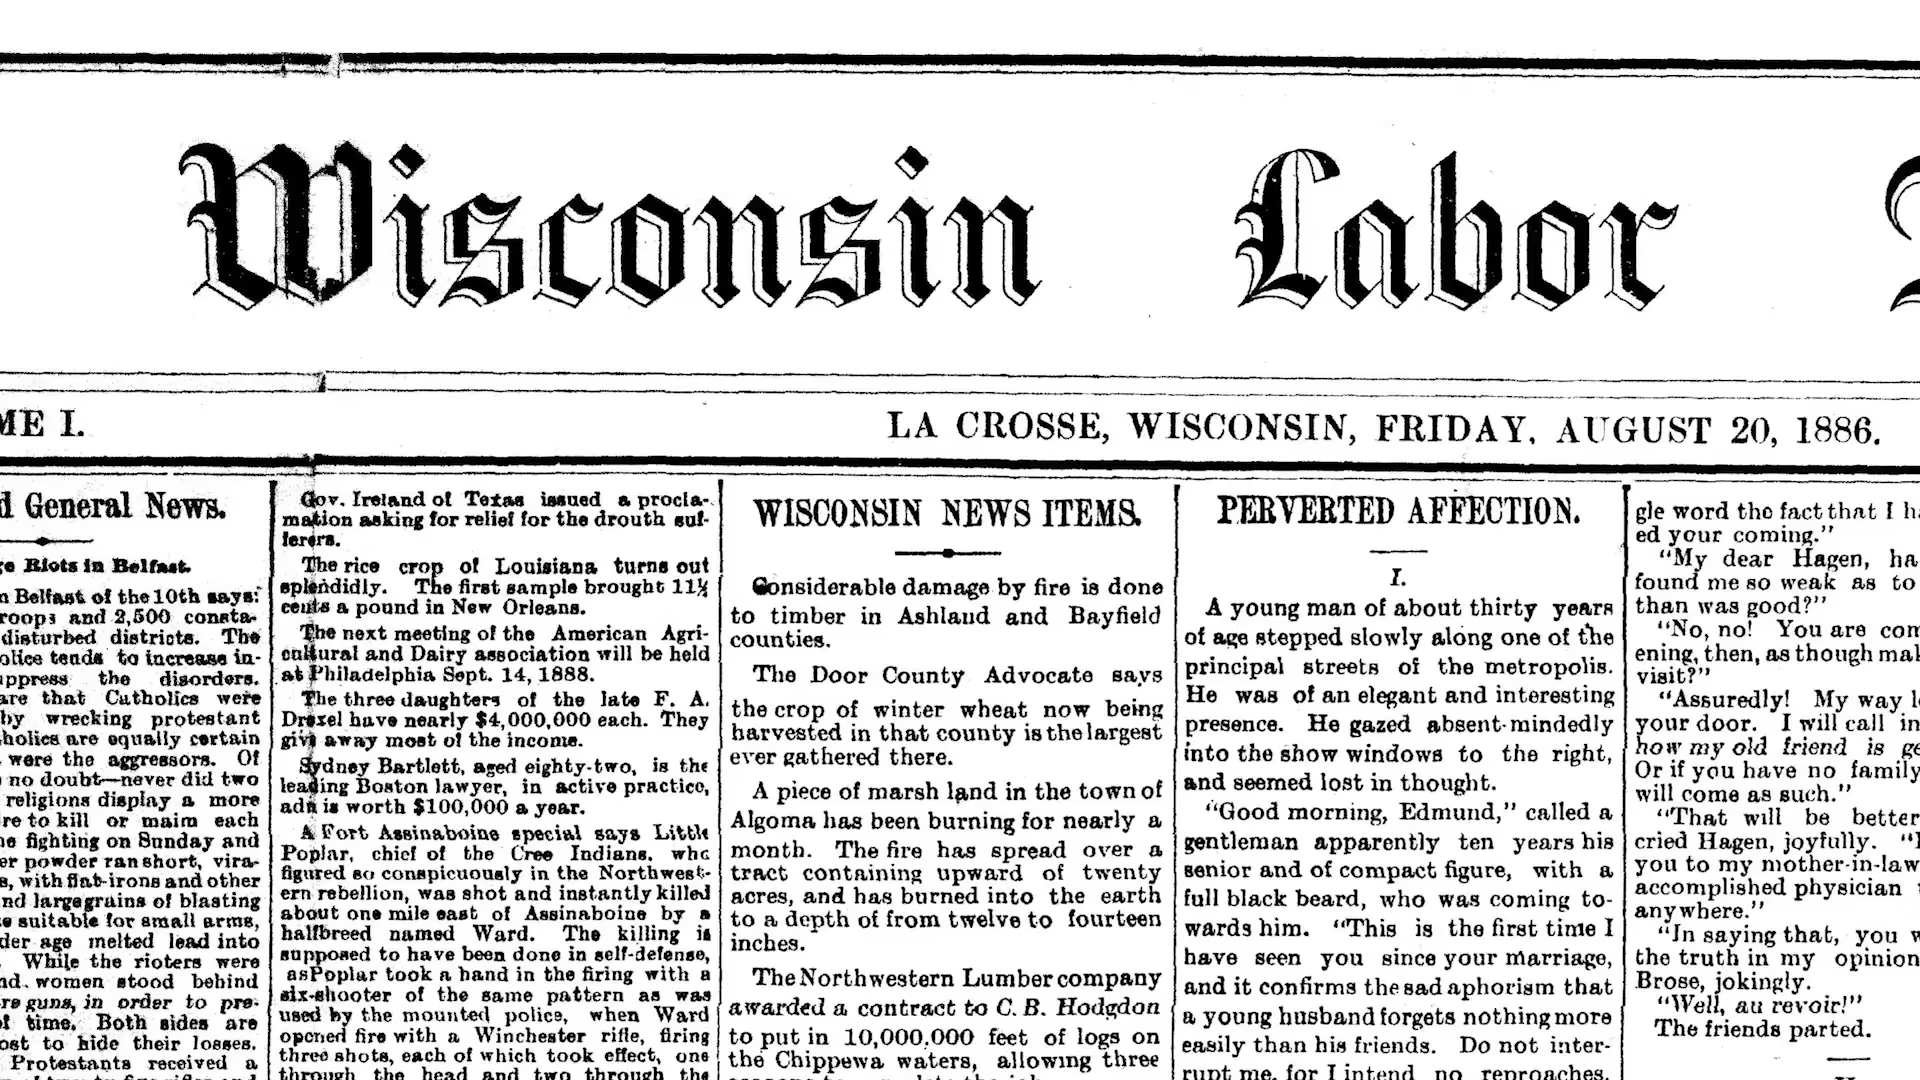 Wisconsin Labor
ME I.
LA CROSSE, WISCONSIN, FRIDAY, AUGUST 20, 1886.
d General News.
e Riots in Belfast.
Belfast of the 10th says:
roops and 2,500 consta-
disturbed districts. The
olice tends to increase in-
uppress the disorders.
are that Catholics were
by wrecking protestant
holics are equally certain
were the aggressors. Of
no doubt—never did two
religions display a more
re to kill or maim each
he fighting on Sunday and
er powder ran short, vira-
s, with flat-irons and other
nd large grains of blasting
e suitable for small arms,
der age melted lead into
. While the rioters were
nd. women stood behind
re guns, in order to pre-
of time. Both sides are
ost to hide their losses.
Protestants received a
Gov. Ireland of Texas issued a procla-
mation asking for relief for the drouth suf-
ferers.
The rice crop of Louisiana turns out
splendidly. The first sample brought 11½
cents a pound in New Orleans.
The next meeting of the American Agri-
cultural and Dairy association will be held
at Philadelphia Sept. 14, 1888.
The three daughters of the late F. A.
Drexel have nearly $4,000,000 each. They
give away most of the income.
Sydney Bartlett, aged eighty-two, is the
leading Boston lawyer, in active practice,
adn is worth $100,000 a year.
A Fort Assinaboine special says Little
Poplar, chief of the Cree Indians, who
figured so conspicuously in the Northwest-
ern rebellion, was shot and instantly killed
about one mile east of Assinaboine by a
halfbreed named Ward. The killing is
supposed to have been done in self-defense,
asPoplar took a hand in the firing with a
six-shooter of the same pattern as was
used by the mounted police, when Ward
opened fire with a Winchester rifle, firing
three shots, each of which took effect, one
through the head and two through the
WISCONSIN NEWS ITEMS.
Considerable damage by fire is done
to timber in Ashland and Bayfield
counties.
The Door County Advocate says
the crop of winter wheat now being
harvested in that county is the largest
ever gathered there.
A piece of marsh land in the town of
Algoma has been burning for nearly a
month. The fire has spread over a
tract containing upward of twenty
acres, and has burned into the earth
to a depth of from twelve to fourteen
inches.
The Northwestern Lumber company
awarded a contract to C. B. Hodgdon
to put in 10,000,000 feet of logs on
the Chippewa waters, allowing three
PERVERTED AFFECTION.
I.
A young man of about thirty years
of age stepped slowly along one of the
principal streets of the metropolis.
He was of an elegant and interesting
presence. He gazed absent-mindedly
into the show windows to the right,
and seemed lost in thought.
"Good morning, Edmund," called a
gentleman apparently ten years his
senior and of compact figure, with a
full black beard, who was coming to-
wards him. "This is the first time I
have seen you since your marriage,
and it confirms the sad aphorism that
a young husband forgets nothing more
easily than his friends. Do not inter-
rupt me, for I intend no reproaches.
gle word the fact that I ha
ed your coming."
"My dear Hagen, ha
found me so weak as to
than was good?"
"No, no! You are com
ening, then, as though mak
visit?"
"Assuredly! My way l
your door. I will call in
how my old friend is ge
Or if you have no family
will come as such."
"That will be better
cried Hagen, joyfully. "I
you to my mother-in-law
accomplished physician
anywhere."
"In saying that, you w
the truth in my opinion
Brose, jokingly.
"Well, au revoir!"
The friends parted.